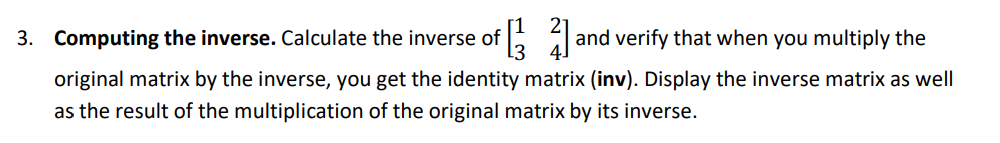 3. Computing the inverse. Calculate the inverse of [1 2 3 4] and verify that when you multiply the
original matrix by the inverse, you get the identity matrix (inv). Display the inverse matrix as well
as the result of the multiplication of the original matrix by its inverse.